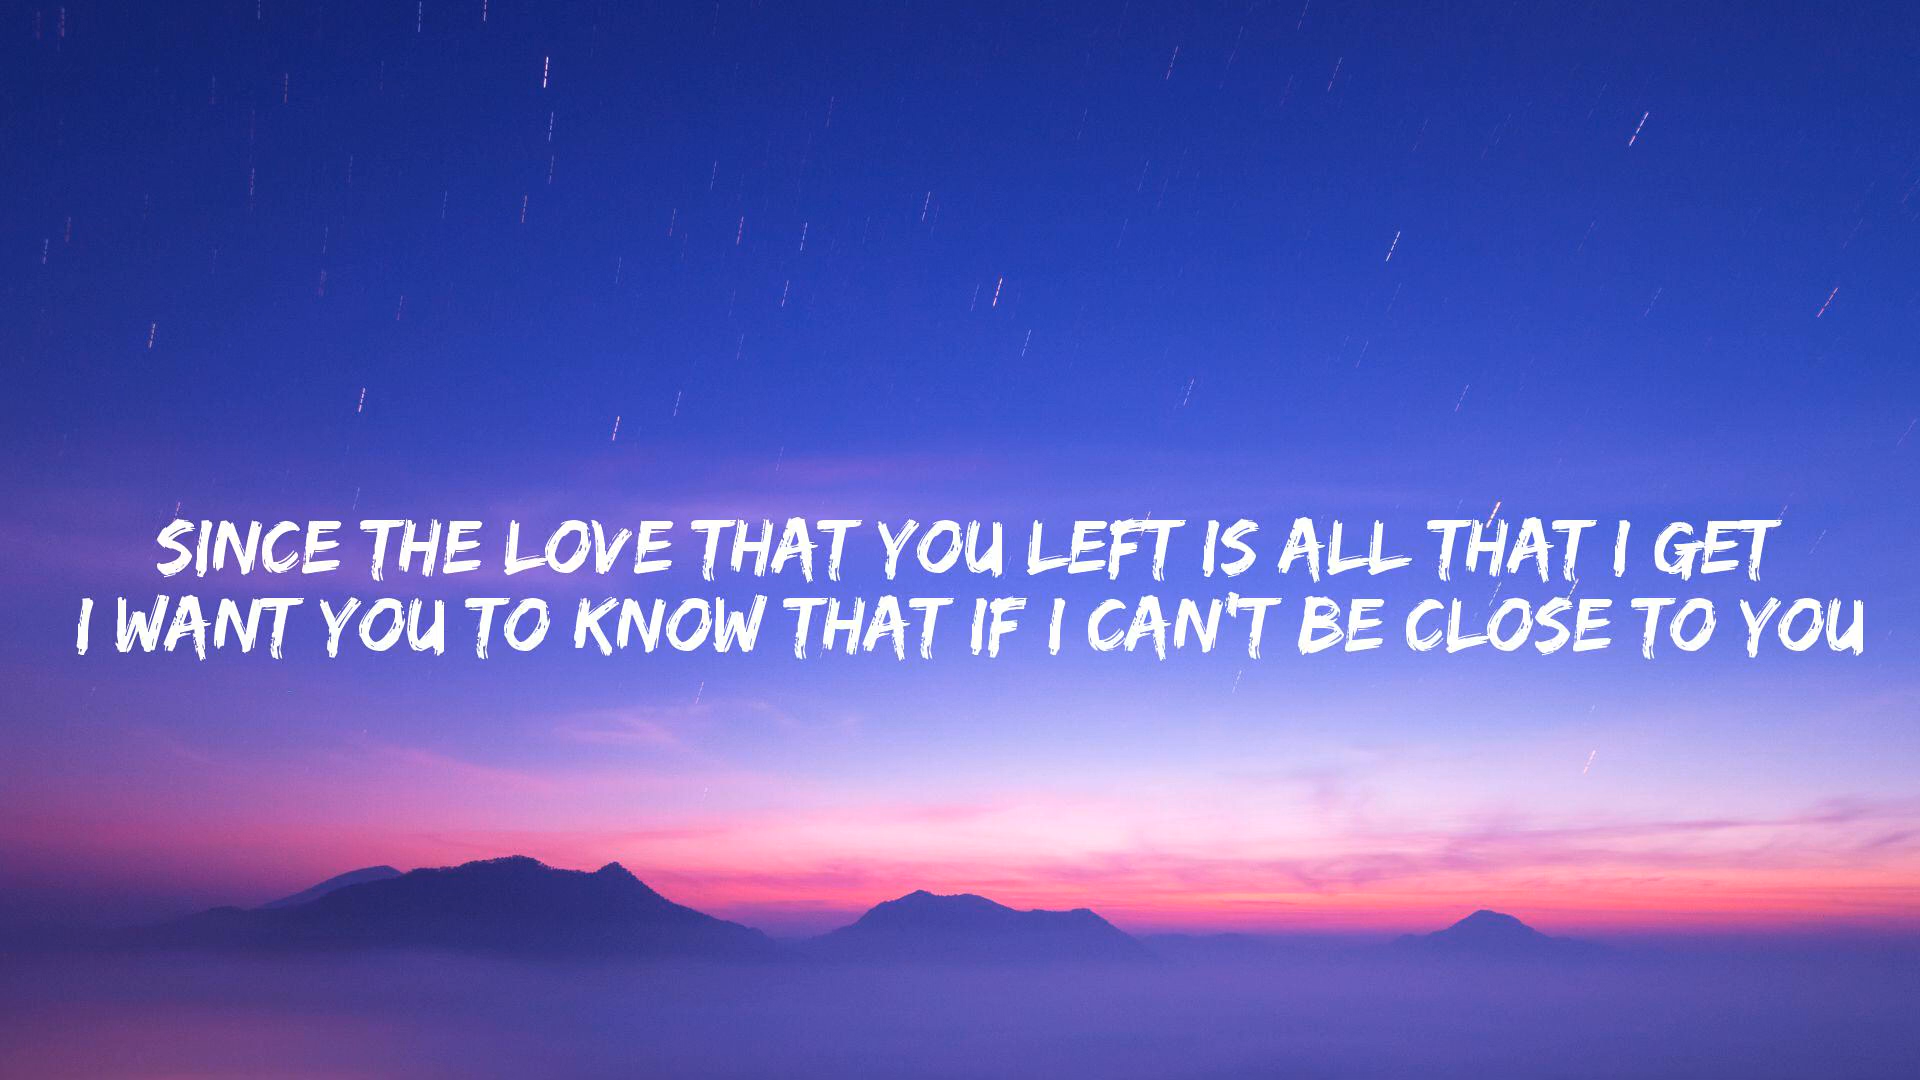 SINCE THE LOVE THAT YOU LEFT IS ALL THAT I GET
I WANT YOU TO KNOW THAT IF I CAN'T BE CLOSE TO YOU